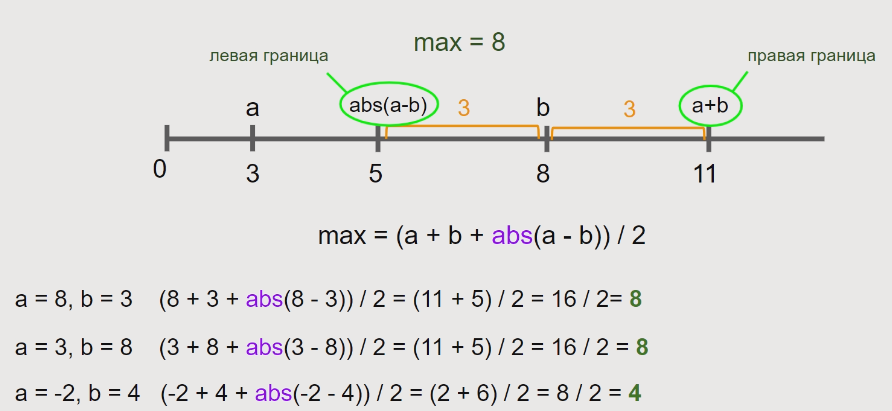 max = 8
левая граница
правая граница
a abs(a-b) 3 b 3 a+b
0 3 5 8 11
max = (a + b + abs(a - b)) / 2
a = 8, b = 3 (8 + 3 + abs(8 - 3)) / 2 = (11 + 5) / 2 = 16 / 2= 8
a = 3, b = 8 (3 + 8 + abs(3 - 8)) / 2 = (11 + 5) / 2 = 16 / 2 = 8
a = -2, b = 4 (-2 + 4 + abs(-2 - 4)) / 2 = (2 + 6) / 2 = 8 / 2 = 4